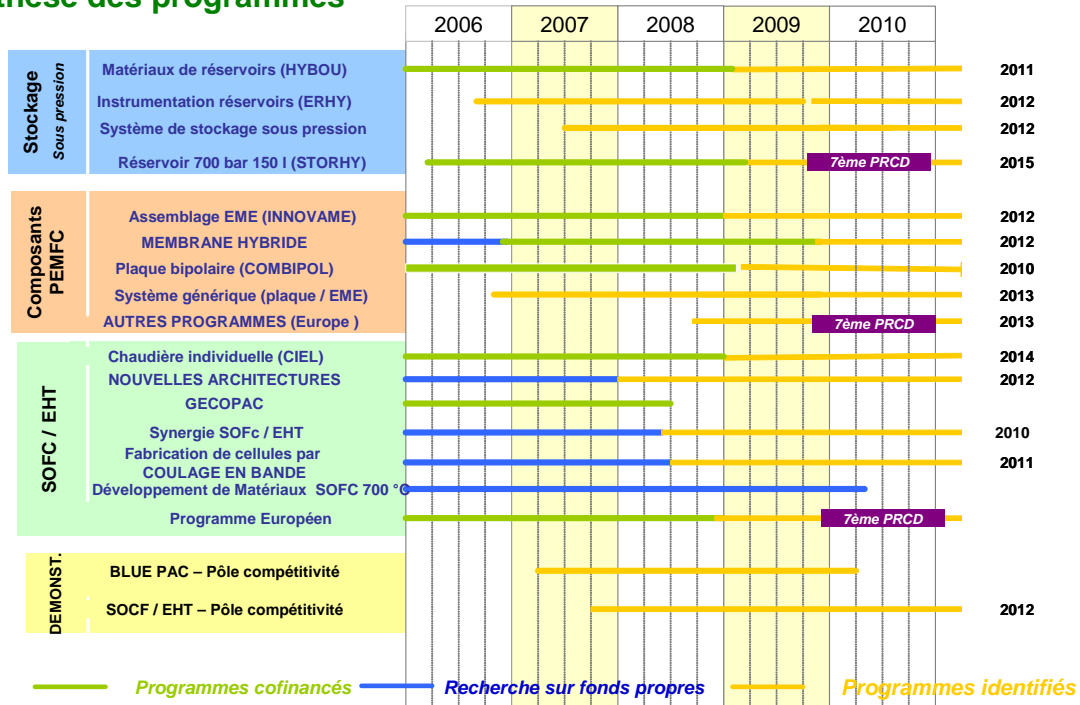 thèse des programmes
2006 2007 2008 2009 2010
Stockage
Sous pression
Matériaux de réservoirs (HYBOU) 2011
Instrumentation réservoirs (ERHY) 2012
Système de stockage sous pression 2012
Réservoir 700 bar 150 l (STORHY) 7ème PRCD 2015
Composants
PEMFC
Assemblage EME (INNOVAME) 2012
MEMBRANE HYBRIDE 2012
Plaque bipolaire (COMBIPOL) 2010
Système générique (plaque / EME) 2013
AUTRES PROGRAMMES (Europe ) 7ème PRCD 2013
SOFC / EHT
Chaudière individuelle (CIEL) 2014
NOUVELLES ARCHITECTURES 2012
GECOPAC
Synergie SOFc / EHT 2010
Fabrication de cellules par
COULAGE EN BANDE 2011
Développement de Matériaux SOFC 700 °C
Programme Européen 7ème PRCD
DEMONST.
BLUE PAC – Pôle compétitivité
SOCF / EHT – Pôle compétitivité 2012
Programmes cofinancés Recherche sur fonds propres Programmes identifiés